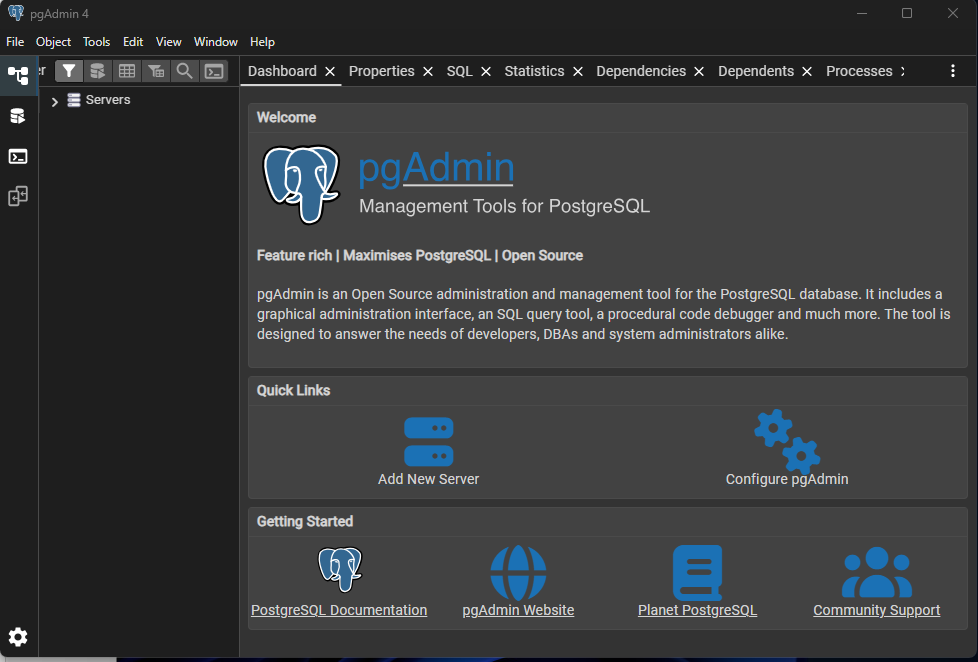 pgAdmin 4
File Object Tools Edit View Window Help
Dashboard Properties SQL Statistics Dependencies Dependents Processes
Servers
Welcome
pgAdmin
Management Tools for PostgreSQL
Feature rich | Maximises PostgreSQL | Open Source
pgAdmin is an Open Source administration and management tool for the PostgreSQL database. It includes a
graphical administration interface, an SQL query tool, a procedural code debugger and much more. The tool is
designed to answer the needs of developers, DBAs and system administrators alike.
Quick Links
Add New Server Configure pgAdmin
Getting Started
PostgreSQL Documentation pgAdmin Website Planet PostgreSQL Community Support